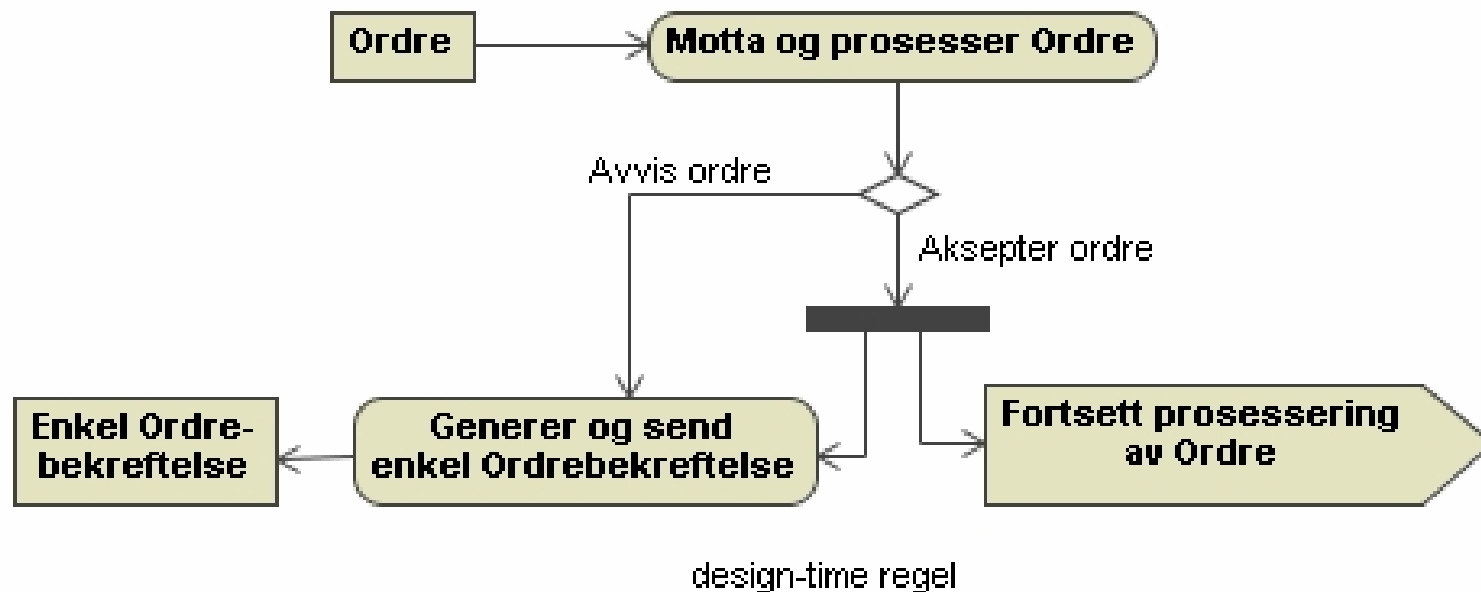 Ordre
Motta og prosesser Ordre
Avvis ordre
Aksepter ordre
Enkel Ordre-
bekreftelse
Generer og send
enkel Ordrebekreftelse
Fortsett prosessering
av Ordre
design-time regel